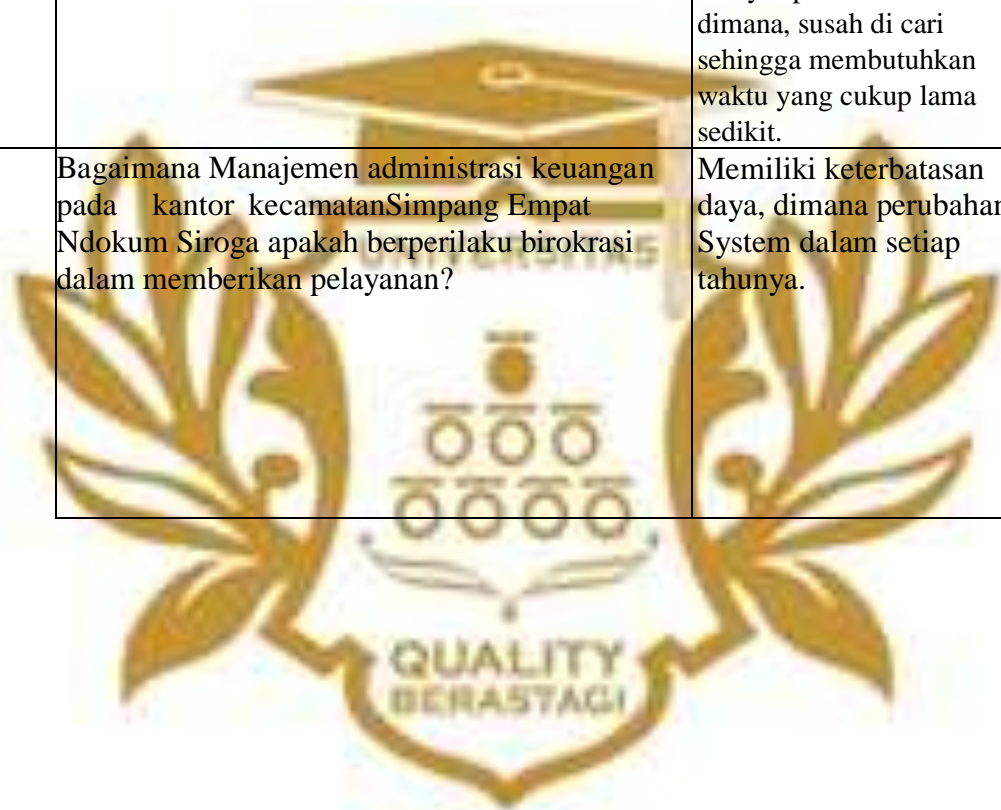 dimana, susah di cari
sehingga membutuhkan
waktu yang cukup lama
sedikit.
Bagaimana Manajemen administrasi keuangan
pada kantor kecamatanSimpang Empat
Ndokum Siroga apakah berperilaku birokrasi
dalam memberikan pelayanan?
Memiliki keterbatasan
daya, dimana perubahan
System dalam setiap
tahunya.
UNIVERSITAS
QUALITY
BERASTAGI